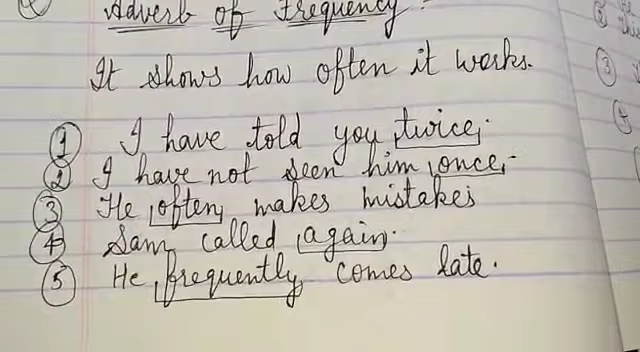 Adverb of Frequency :
It shows how often it works.
1 I have told you twice.
2 I have not seen him once.
3 He often makes mistakes
4 Sam called again.
5 He frequently comes late.
3